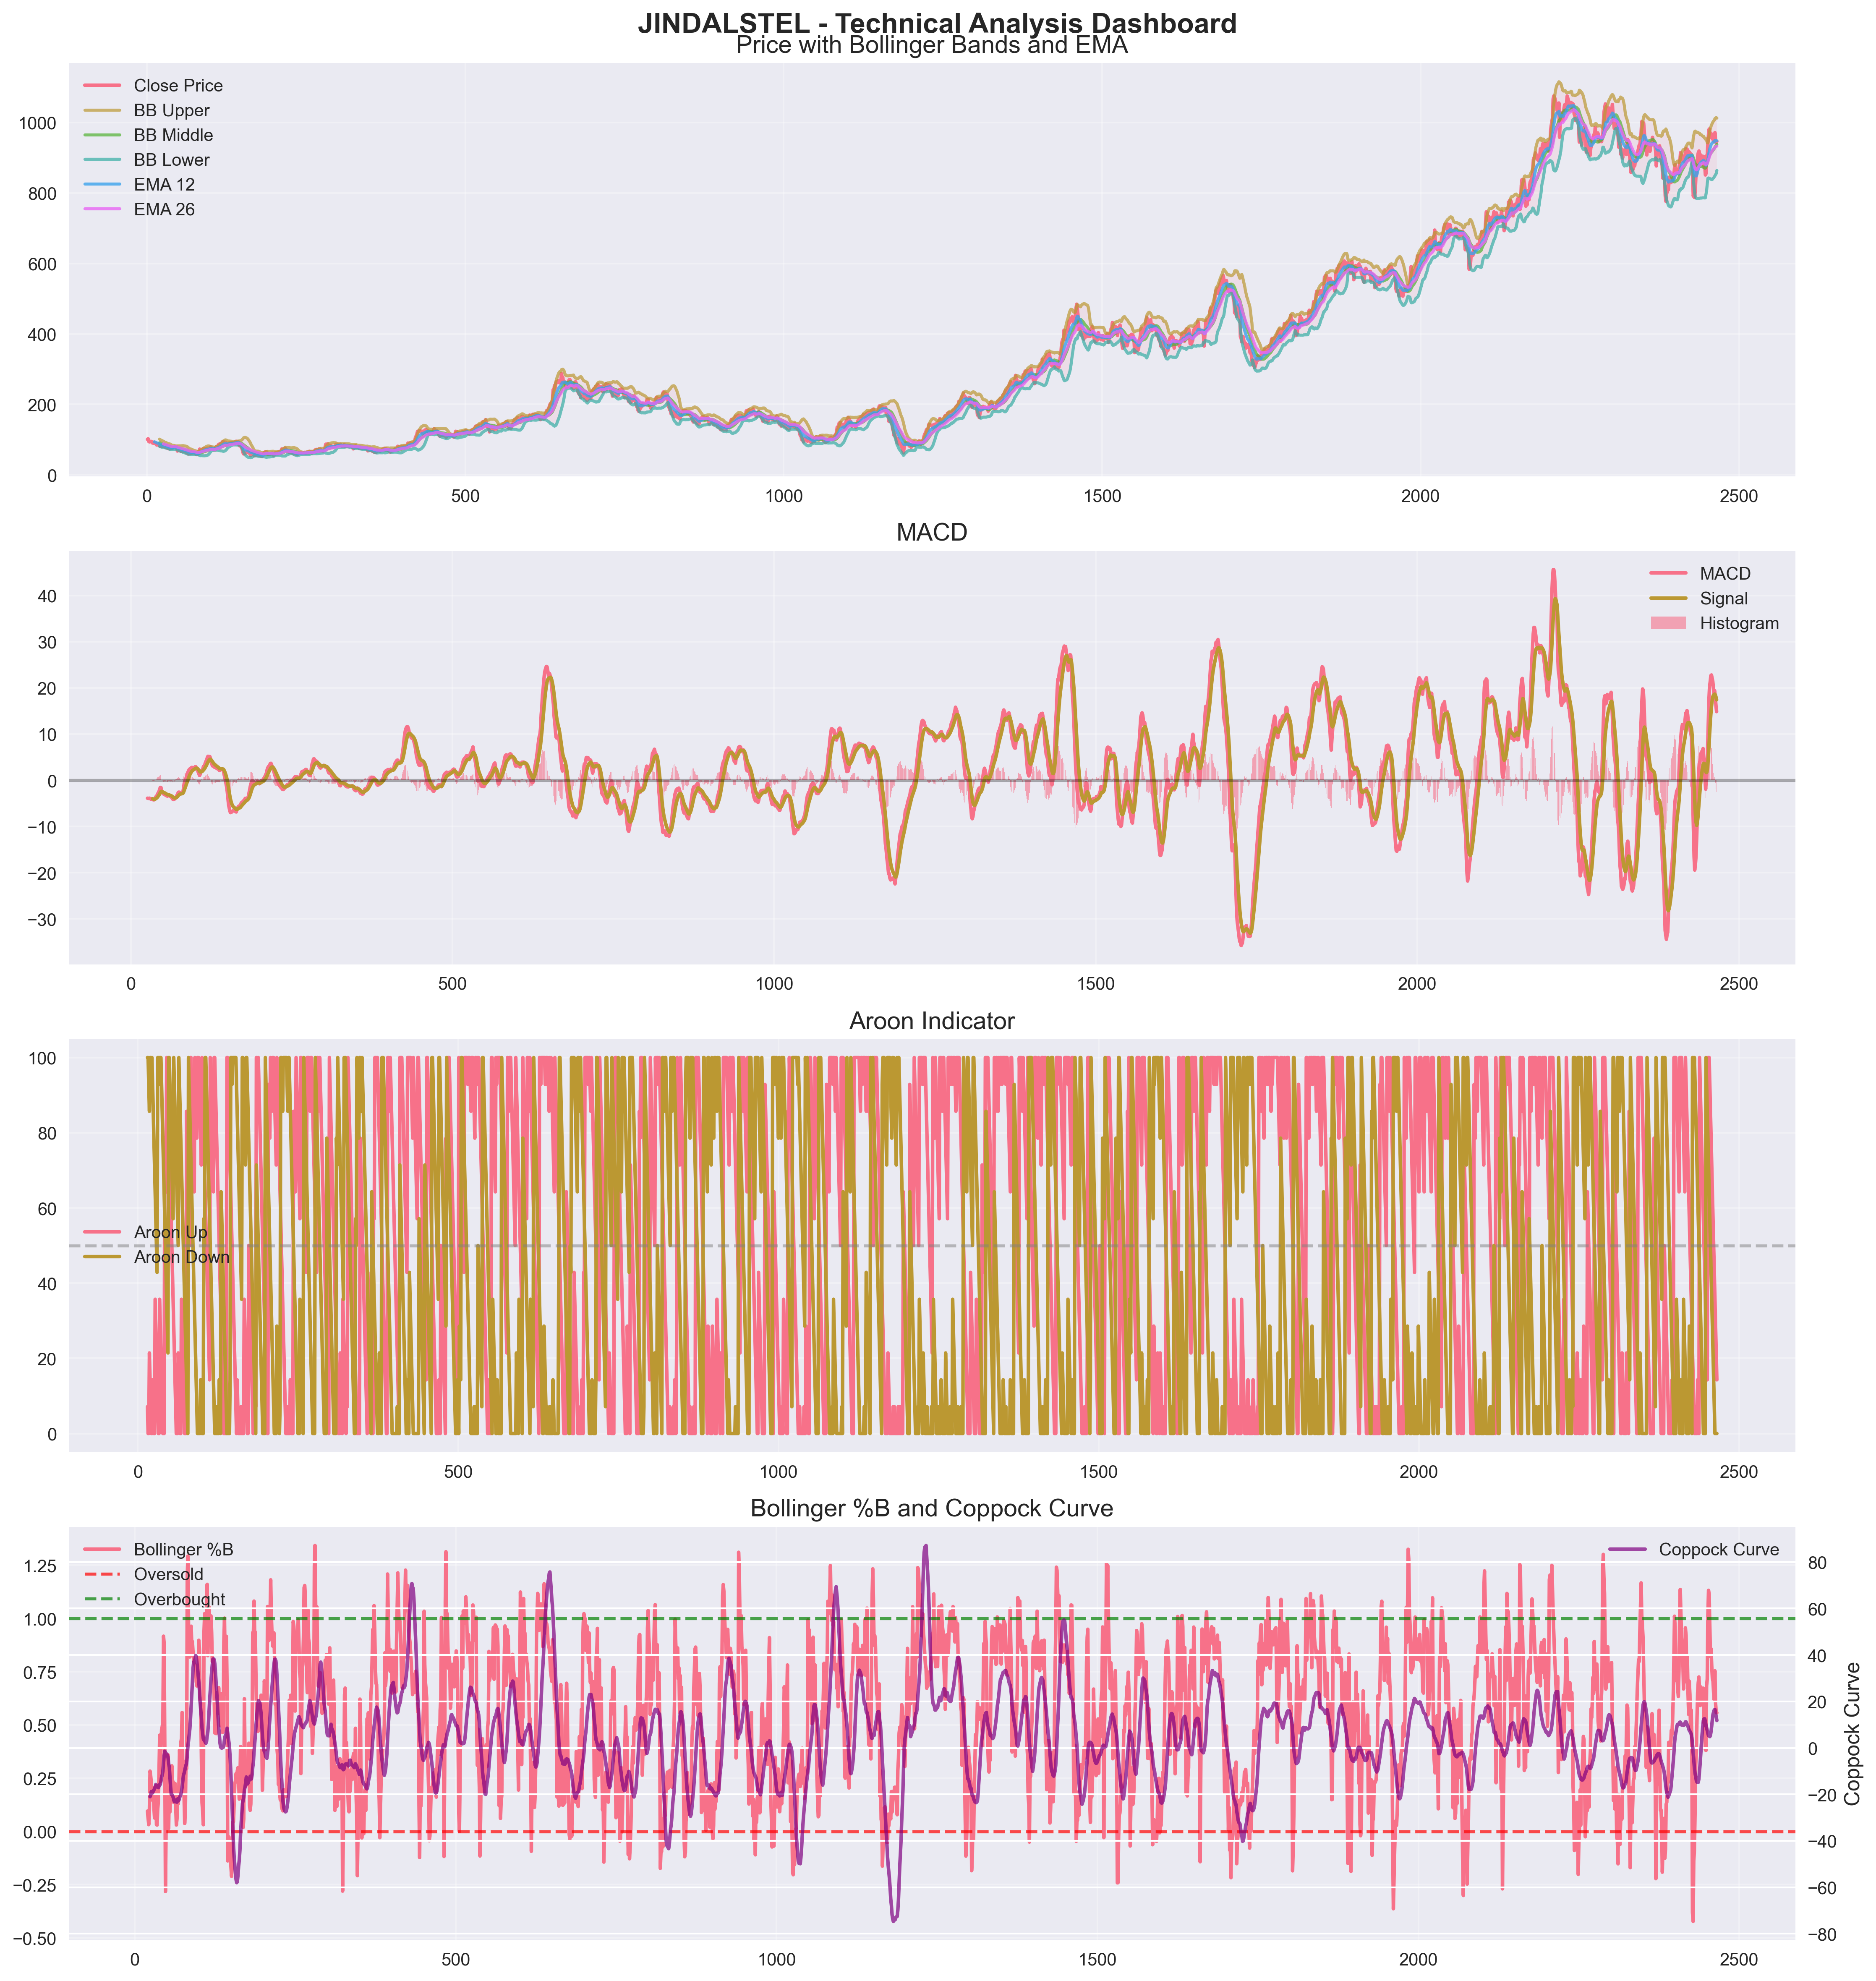 JINDALSTEL - Technical Analysis Dashboard
Price with Bollinger Bands and EMA
Close Price
BB Upper
BB Middle
BB Lower
EMA 12
EMA 26
1000
800
600
400
200
0
0 500 1000 1500 2000 2500
MACD
MACD
Signal
Histogram
40
30
20
10
0
−10
−20
−30
0 500 1000 1500 2000 2500
Aroon Indicator
100
80
60
40
20
0
Aroon Up
Aroon Down
0 500 1000 1500 2000 2500
Bollinger %B and Coppock Curve
Bollinger %B
Oversold
Overbought
Coppock Curve
1.25
1.00
0.75
0.50
0.25
0.00
−0.25
−0.50
80
60
40
20
0
−20
−40
−60
−80
Coppock Curve
0 500 1000 1500 2000 2500